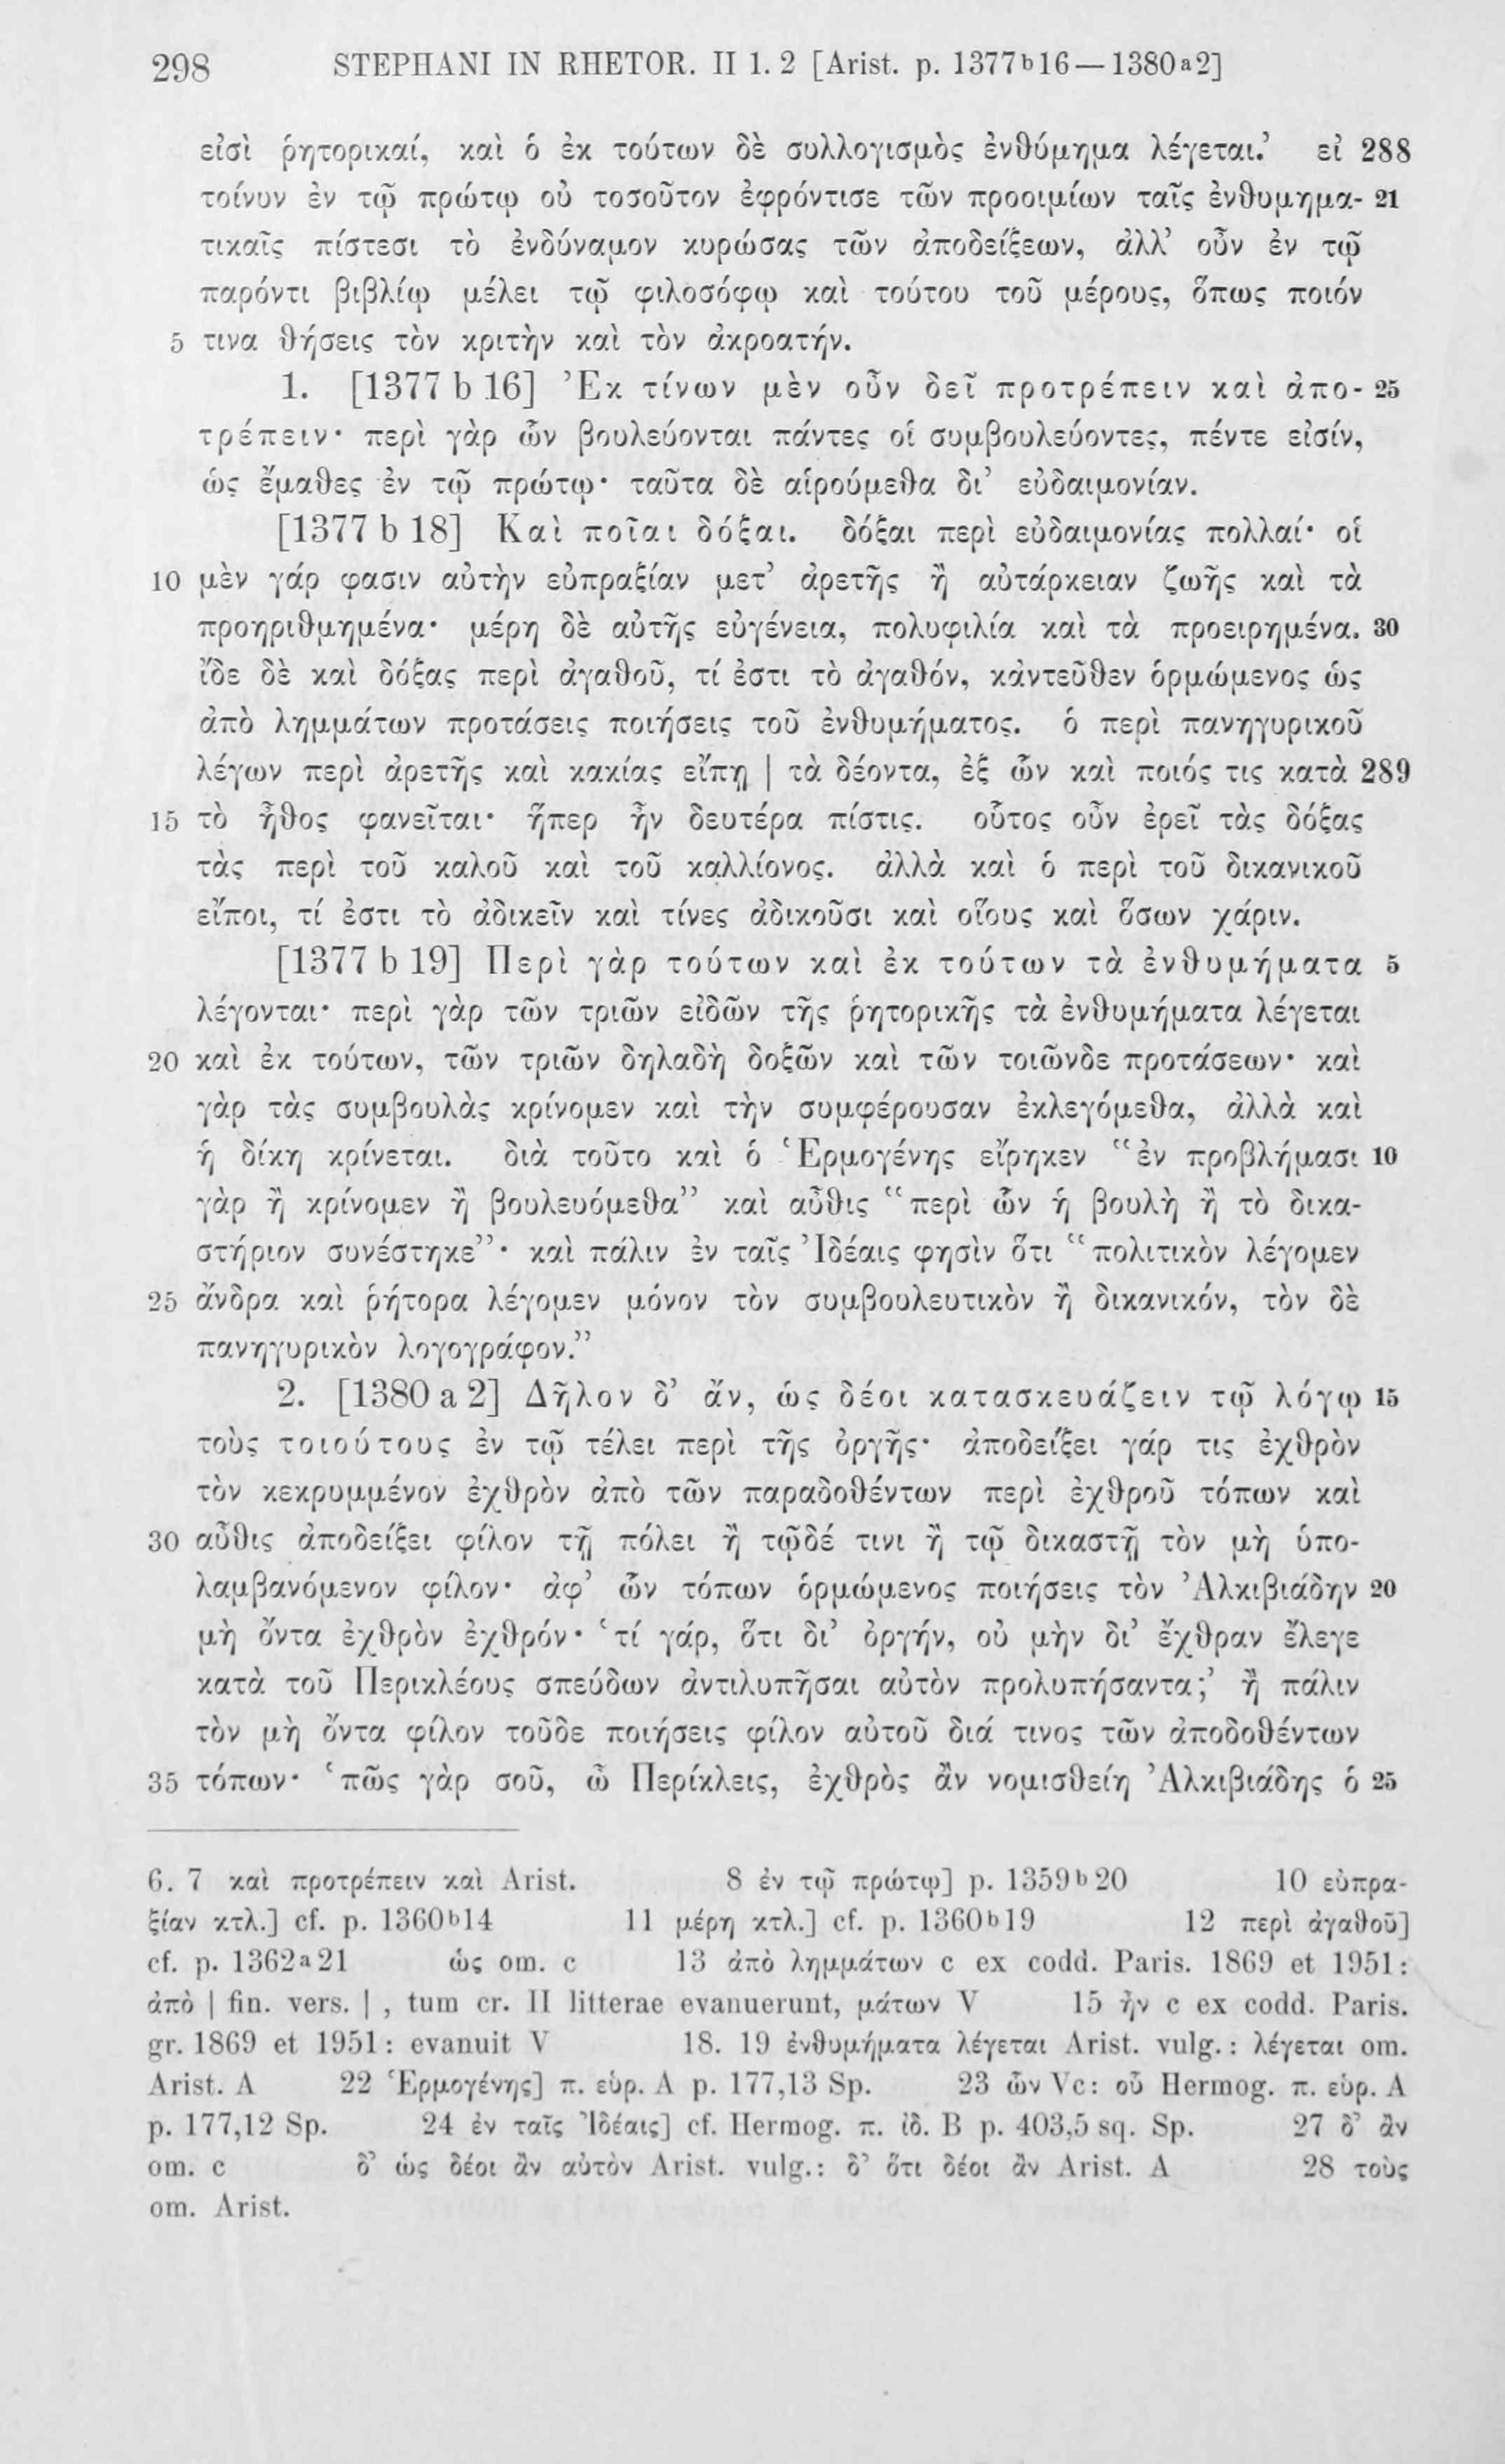 298 STEPHANI IN RHETOR. II 1. 2 [Arist. p. 1377b16—1380a2]
εἰσὶ ῥητορικαί, καὶ ὁ ἐκ τούτων δὲ συλλογισμὸς ἐνθύμημα λέγεται.’ εἰ 288
τοίνυν ἐν τῷ πρώτῳ οὐ τοσοῦτον ἐφρόντισε τῶν προοιμίων ταῖς ἐνθυμημα- 21
τικαῖς πίστεσι τὸ ἐνδύναμον κυρώσας τῶν ἀποδείξεων, ἀλλ’ οὖν ἐν τῷ
παρόντι βιβλίῳ μέλει τῷ φιλοσόφῳ καὶ τούτου τοῦ μέρους, ὅπως ποιόν
5 τινα θήσεις τὸν κριτὴν καὶ τὸν ἀκροατήν.
1. [1377 b 16] Ἐκ τίνων μὲν οὖν δεῖ προτρέπειν καὶ ἀπο- 25
τρέπειν· περὶ γὰρ ὧν βουλεύονται πάντες οἱ συμβουλεύοντες, πέντε εἰσίν,
ὡς ἔμαθες ἐν τῷ πρώτῳ· ταῦτα δὲ αἱρούμεθα δι’ εὐδαιμονίαν.
[1377 b 18] Καὶ ποῖαι δόξαι. δόξαι περὶ εὐδαιμονίας πολλαί· οἱ
10 μὲν γάρ φασιν αὐτὴν εὐπραξίαν μετ’ ἀρετῆς ἢ αὐτάρκειαν ζωῆς καὶ τὰ
προηριθμημένα· μέρη δὲ αὐτῆς εὐγένεια, πολυφιλία καὶ τὰ προειρημένα. 30
ἴδε δὲ καὶ δόξας περὶ ἀγαθοῦ, τί ἐστι τὸ ἀγαθόν, κἀντεῦθεν ὁρμώμενος ὡς
ἀπὸ λημμάτων προτάσεις ποιήσεις τοῦ ἐνθυμήματος. ὁ περὶ πανηγυρικοῦ
λέγων περὶ ἀρετῆς καὶ κακίας εἴπῃ | τὰ δέοντα, ἐξ ὧν καὶ ποιός τις κατὰ 289
15 τὸ ἦθος φανεῖται· ἥπερ ἦν δευτέρα πίστις. οὗτος οὖν ἐρεῖ τὰς δόξας
τὰς περὶ τοῦ καλοῦ καὶ τοῦ καλλίονος. ἀλλὰ καὶ ὁ περὶ τοῦ δικανικοῦ
εἴποι, τί ἐστι τὸ ἀδικεῖν καὶ τίνες ἀδικοῦσι καὶ οἵους καὶ ὅσων χάριν.
[1377 b 19] Περὶ γὰρ τούτων καὶ ἐκ τούτων τὰ ἐνθυμήματα 5
λέγονται· περὶ γὰρ τῶν τριῶν εἰδῶν τῆς ῥητορικῆς τὰ ἐνθυμήματα λέγεται
20 καὶ ἐκ τούτων, τῶν τριῶν δηλαδὴ δοξῶν καὶ τῶν τοιῶνδε προτάσεων· καὶ
γὰρ τὰς συμβουλὰς κρίνομεν καὶ τὴν συμφέρουσαν ἐκλεγόμεθα, ἀλλὰ καὶ
ἡ δίκη κρίνεται. διὰ τοῦτο καὶ ὁ Ἑρμογένης εἴρηκεν “ἐν προβλήμασι 10
γὰρ ἢ κρίνομεν ἢ βουλευόμεθα” καὶ αὖθις “περὶ ὧν ἡ βουλὴ ἢ τὸ δικα-
στήριον συνέστηκε”· καὶ πάλιν ἐν ταῖς Ἰδέαις φησὶν ὅτι “πολιτικὸν λέγομεν
25 ἄνδρα καὶ ῥήτορα λέγομεν μόνον τὸν συμβουλευτικὸν ἢ δικανικόν, τὸν δὲ
πανηγυρικὸν λογογράφον.”
2. [1380 a 2] Δῆλον δ’ ἄν, ὡς δέοι κατασκευάζειν τῷ λόγῳ 15
τοὺς τοιούτους ἐν τῷ τέλει περὶ τῆς ὀργῆς· ἀποδείξει γάρ τις ἐχθρὸν
τὸν κεκρυμμένον ἐχθρὸν ἀπὸ τῶν παραδοθέντων περὶ ἐχθροῦ τόπων καὶ
30 αὖθις ἀποδείξει φίλον τῇ πόλει ἢ τῷδέ τινι ἢ τῷ δικαστῇ τὸν μὴ ὑπο-
λαμβανόμενον φίλον· ἀφ’ ὧν τόπων ὁρμώμενος ποιήσεις τὸν Ἀλκιβιάδην 20
μὴ ὄντα ἐχθρὸν ἐχθρόν· ‘τί γάρ, ὅτι δι’ ὀργήν, οὐ μὴν δι’ ἔχθραν ἔλεγε
κατὰ τοῦ Περικλέους σπεύδων ἀντιλυπῆσαι αὐτὸν προλυπήσαντα;’ ἢ πάλιν
τὸν μὴ ὄντα φίλον τοῦδε ποιήσεις φίλον αὐτοῦ διά τινος τῶν ἀποδοθέντων
35 τόπων· ‘πῶς γὰρ σοῦ, ὦ Περίκλεις, ἐχθρὸς ἂν νομισθείη Ἀλκιβιάδης ὁ 25
6. 7 καὶ προτρέπειν καὶ Arist. 8 ἐν τῷ πρώτῳ] p. 1359b20 10 εὐπρα-
ξίαν κτλ.] cf. p. 1360b14 11 μέρη κτλ.] cf. p. 1360b19 12 περὶ ἀγαθοῦ]
cf. p. 1362a21 ὡς om. c 13 ἀπὸ λημμάτων c ex codd. Paris. 1869 et 1951:
ἀπὸ | fin. vers. | , tum cr. II litterae evanuerunt, μάτων V 15 ἦν c ex codd. Paris.
gr. 1869 et 1951: evanuit V 18. 19 ἐνθυμήματα λέγεται Arist. vulg.: λέγεται om.
Arist. A 22 Ἑρμογένης] π. εὑρ. A p. 177,13 Sp. 23 ὧν Vc: οὗ Hermog. π. εὑρ. A
p. 177,12 Sp. 24 ἐν ταῖς Ἰδέαις] cf. Hermog. π. ἰδ. B p. 403,5 sq. Sp. 27 δ’ ἂν
om. c δ’ ὡς δέοι ἂν αὐτὸν Arist. vulg.: δ’ ὅτι δέοι ἂν Arist. A 28 τοὺς
om. Arist.